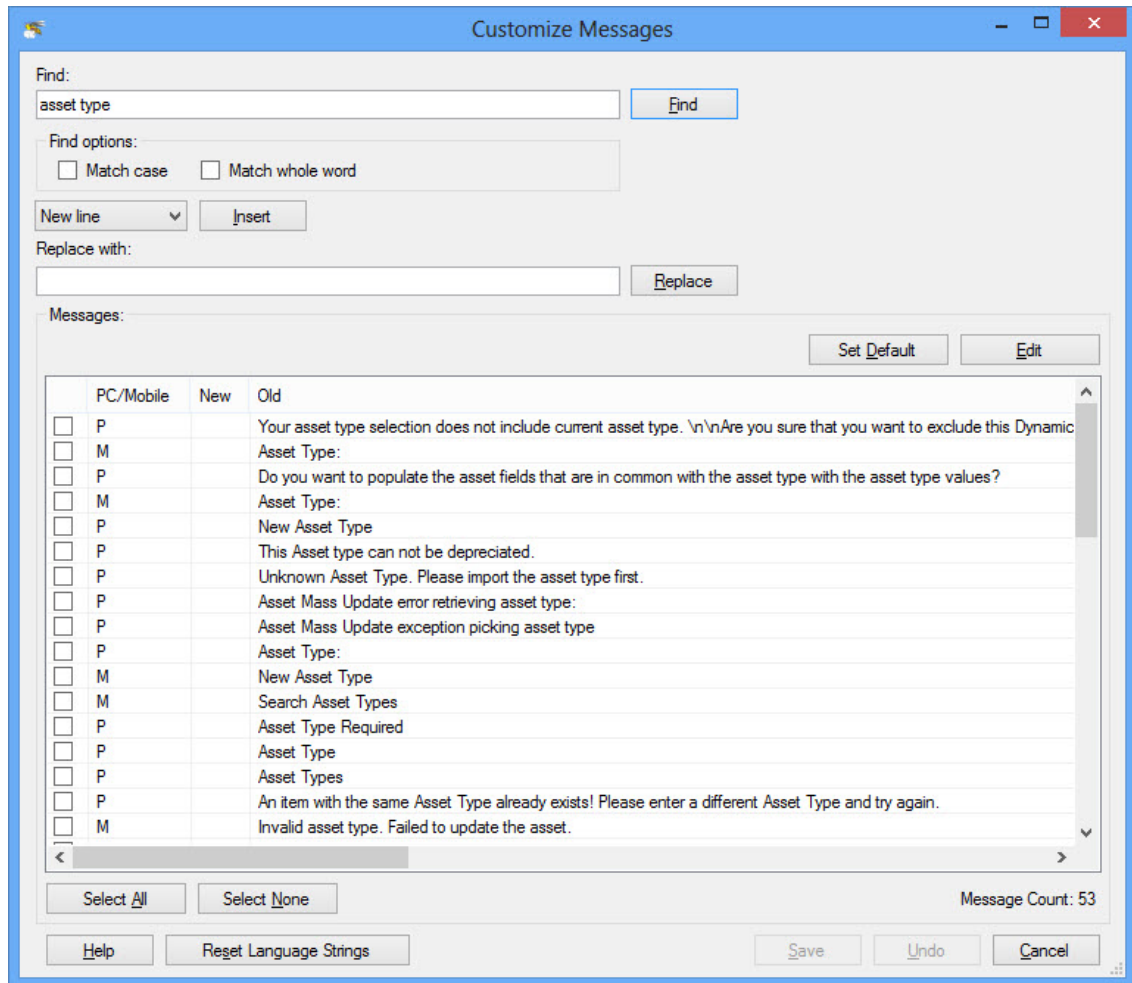 Customize Messages
Find:
asset type
Find
Find options:
Match case Match whole word
New line Insert
Replace with:
Replace
Messages:
Set Default Edit
PC/Mobile New Old
P Your asset type selection does not include current asset type. \n\nAre you sure that you want to exclude this Dynamic
M Asset Type:
P Do you want to populate the asset fields that are in common with the asset type with the asset type values?
M Asset Type:
P New Asset Type
P This Asset type can not be depreciated.
P Unknown Asset Type. Please import the asset type first.
P Asset Mass Update error retrieving asset type:
P Asset Mass Update exception picking asset type
P Asset Type:
M New Asset Type
M Search Asset Types
P Asset Type Required
P Asset Type
P Asset Types
P An item with the same Asset Type already exists! Please enter a different Asset Type and try again.
M Invalid asset type. Failed to update the asset.
Select All Select None Message Count: 53
Help Reset Language Strings Save Undo Cancel